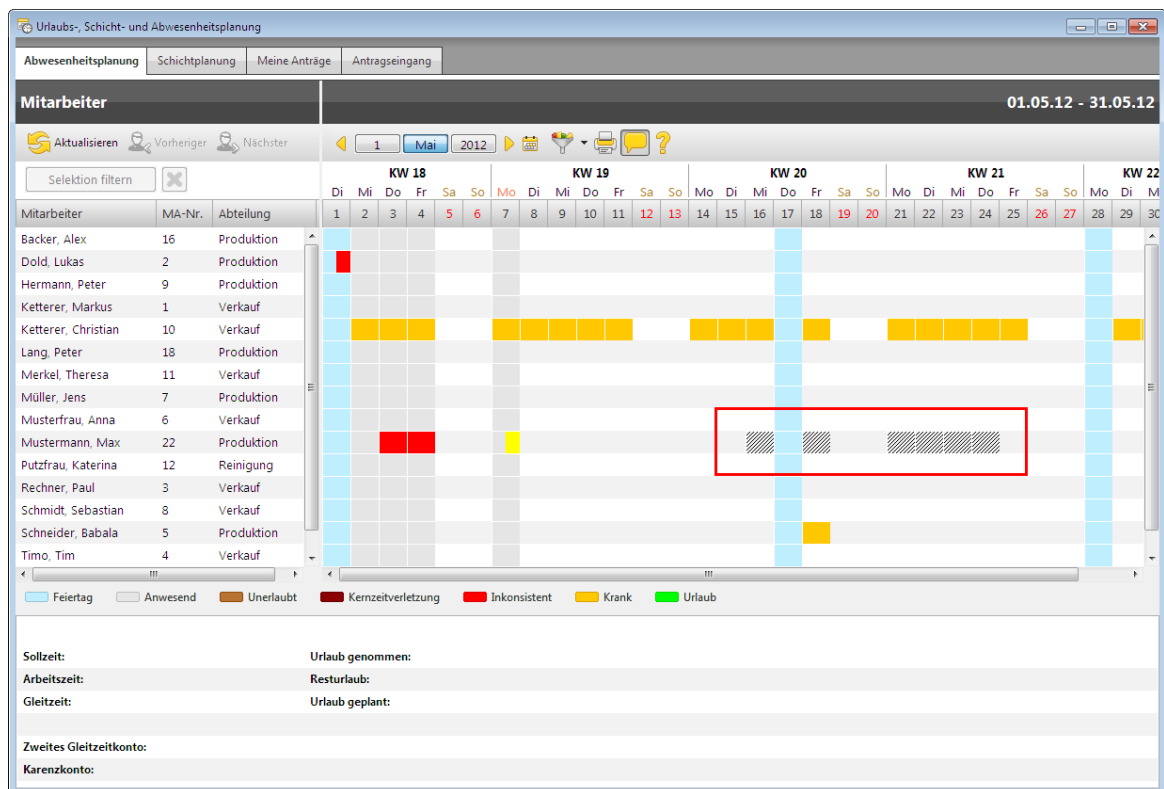 Urlaubs-, Schicht- und Abwesenheitsplanung
Abwesenheitsplanung Schichtplanung Meine Anträge Antragseingang
Mitarbeiter 01.05.12 - 31.05.12
Aktualisieren Vorheriger Nächster 1 Mai 2012 ?
Selektion filtern KW 18 KW 19 KW 20 KW 21 KW 22
Di Mi Do Fr Sa So Mo Di Mi Do Fr Sa So Mo Di Mi Do Fr Sa So Mo Di Mi Do Fr Sa So Mo Di M
Mitarbeiter MA-Nr. Abteilung 1 2 3 4 5 6 7 8 9 10 11 12 13 14 15 16 17 18 19 20 21 22 23 24 25 26 27 28 29 30
Backer, Alex 16 Produktion
Dold, Lukas 2 Produktion
Hermann, Peter 9 Produktion
Ketterer, Markus 1 Verkauf
Ketterer, Christian 10 Verkauf
Lang, Peter 18 Produktion
Merkel, Theresa 11 Verkauf
Müller, Jens 7 Produktion
Musterfrau, Anna 6 Verkauf
Mustermann, Max 22 Produktion
Putzfrau, Katerina 12 Reinigung
Rechner, Paul 3 Verkauf
Schmidt, Sebastian 8 Verkauf
Schneider, Babala 5 Produktion
Timo, Tim 4 Verkauf
Feiertag Anwesend Unerlaubt Kernzeitverletzung Inkonsistent Krank Urlaub
Sollzeit: Urlaub genommen:
Arbeitszeit: Resturlaub:
Gleitzeit: Urlaub geplant:
Zweites Gleitzeitkonto:
Karenzkonto: